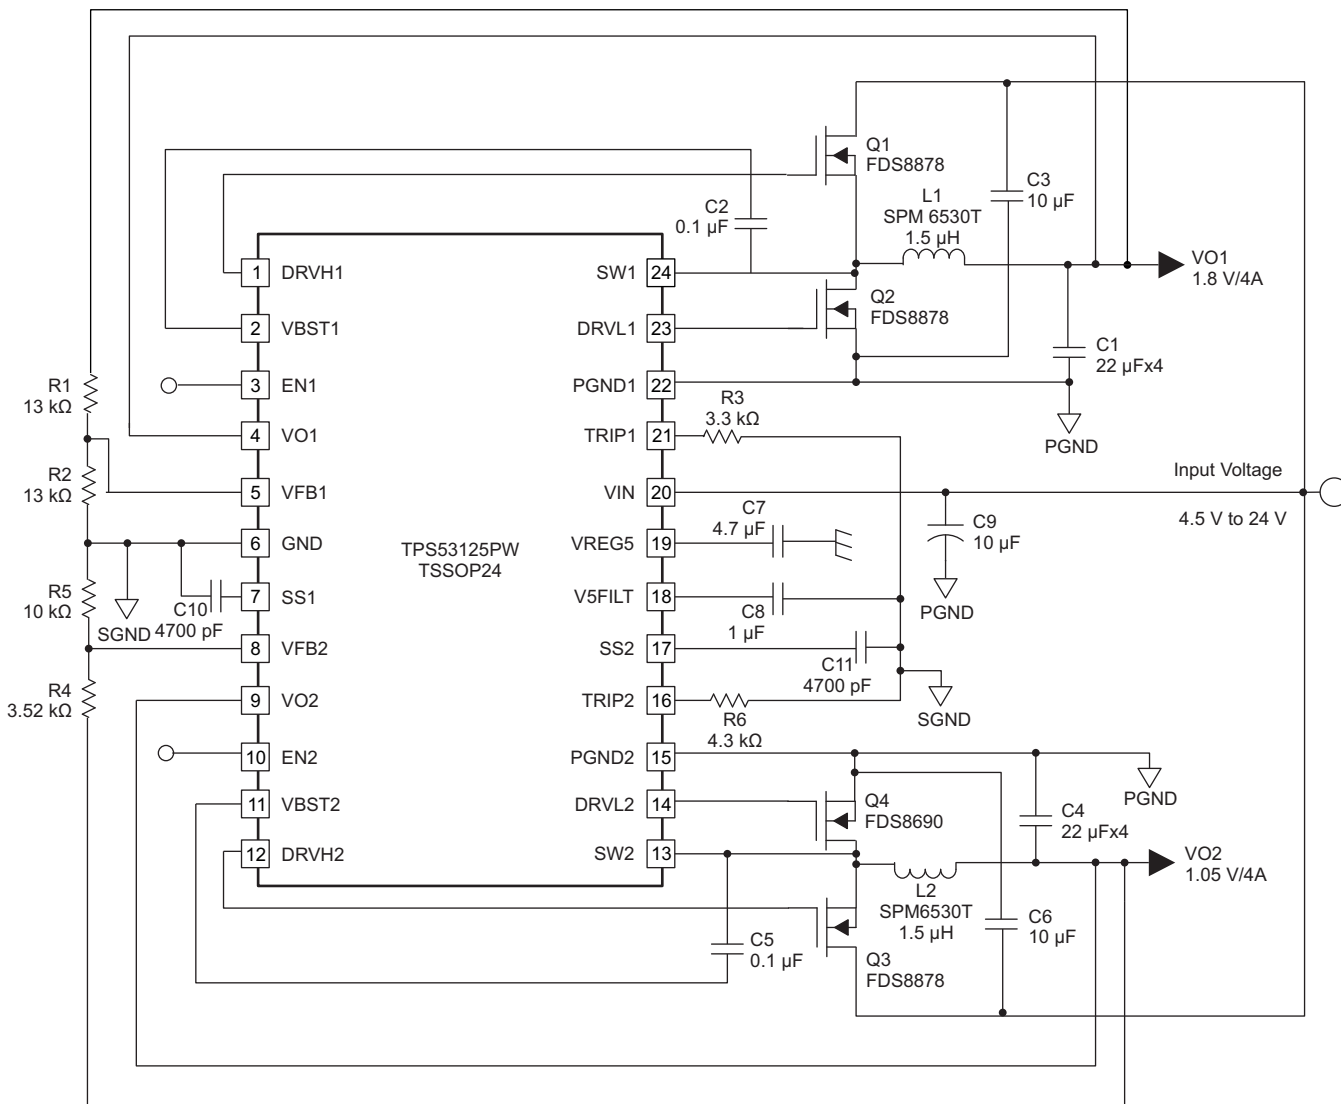 Q1
FDS8878
C3
10 µF
L1
SPM 6530T
1.5 µH
C2
0.1 µF
1 DRVH1
SW1 24
VO1
1.8 V/4A
Q2
FDS8878
2 VBST1
DRVL1 23
C1
22 µFx4
R1
13 kΩ
3 EN1
PGND1 22
R3
3.3 kΩ
PGND
4 VO1
TRIP1 21
R2
13 kΩ
5 VFB1
VIN 20
Input Voltage
4.5 V to 24 V
C7
4.7 µF
C9
10 µF
6 GND
TPS53125PW
TSSOP24
VREG5 19
R5
10 kΩ
SGND
C10
4700 pF
7 SS1
V5FILT 18
C8
1 µF
PGND
8 VFB2
SS2 17
C11
4700 pF
R4
3.52 kΩ
9 VO2
TRIP2 16
R6
4.3 kΩ
SGND
10 EN2
PGND2 15
PGND
11 VBST2
DRVL2 14
Q4
FDS8690
C4
22 µFx4
12 DRVH2
SW2 13
VO2
1.05 V/4A
L2
SPM6530T
1.5 µH
C6
10 µF
C5
0.1 µF
Q3
FDS8878